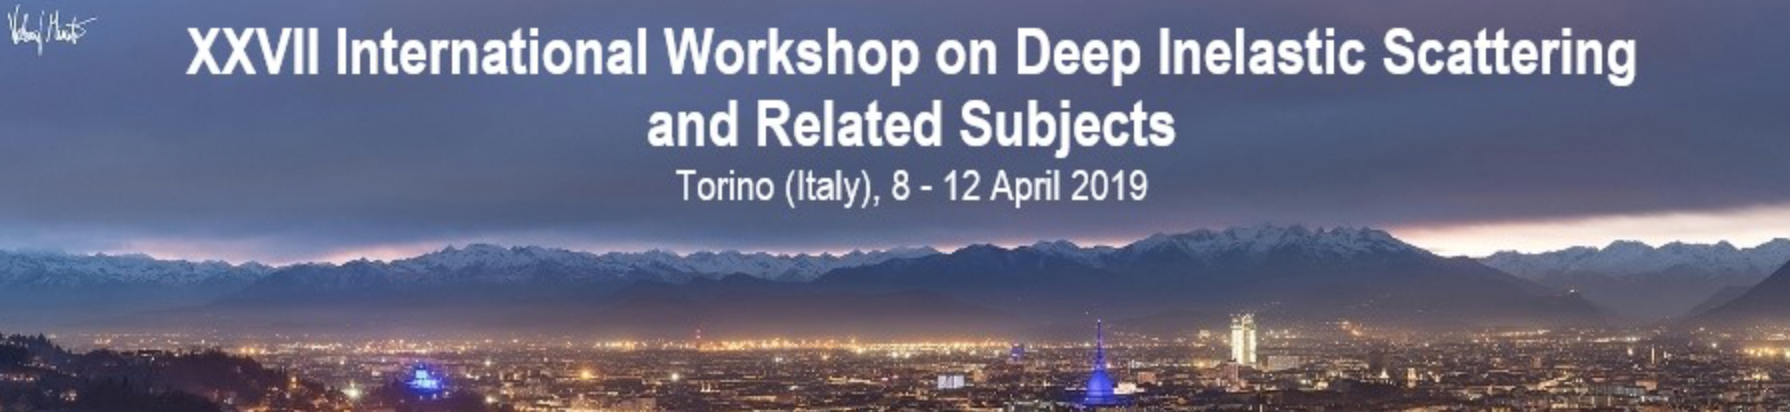 XXVII International Workshop on Deep Inelastic Scattering
and Related Subjects
Torino (Italy), 8 - 12 April 2019